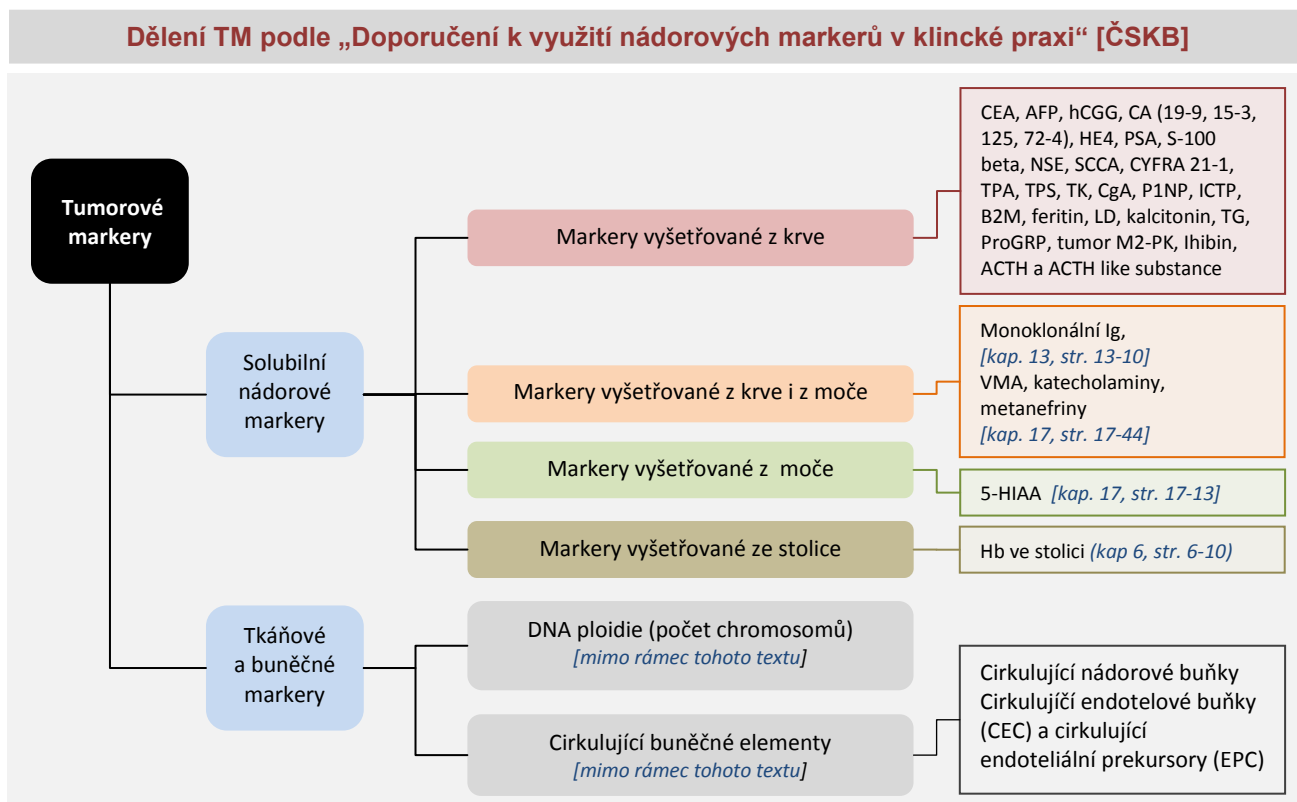 Dělení TM podle „Doporučení k využití nádorových markerů v klincké praxi“ [ČSKB]
Tumorové
markery
Solubilní
nádorové
markery
Markery vyšetřované z krve
CEA, AFP, hCGG, CA (19-9, 15-3,
125, 72-4), HE4, PSA, S-100
beta, NSE, SCCA, CYFRA 21-1,
TPA, TPS, TK, CgA, P1NP, ICTP,
B2M, feritin, LD, kalcitonin, TG,
ProGRP, tumor M2-PK, Ihibin,
ACTH a ACTH like substance
Markery vyšetřované z krve i z moče
Monoklonální Ig,
[kap. 13, str. 13-10]
VMA, katecholaminy,
metanefriny
[kap. 17, str. 17-44]
Markery vyšetřované z  moče
5-HIAA  [kap. 17, str. 17-13]
Markery vyšetřované ze stolice
Hb ve stolici (kap 6, str. 6-10)
Tkáňové
a buněčné
markery
DNA ploidie (počet chromosomů)
[mimo rámec tohoto textu]
Cirkulující buněčné elementy
[mimo rámec tohoto textu]
Cirkulující nádorové buňky
Cirkulujíčí endotelové buňky
(CEC) a cirkulující
endoteliální prekursory (EPC)